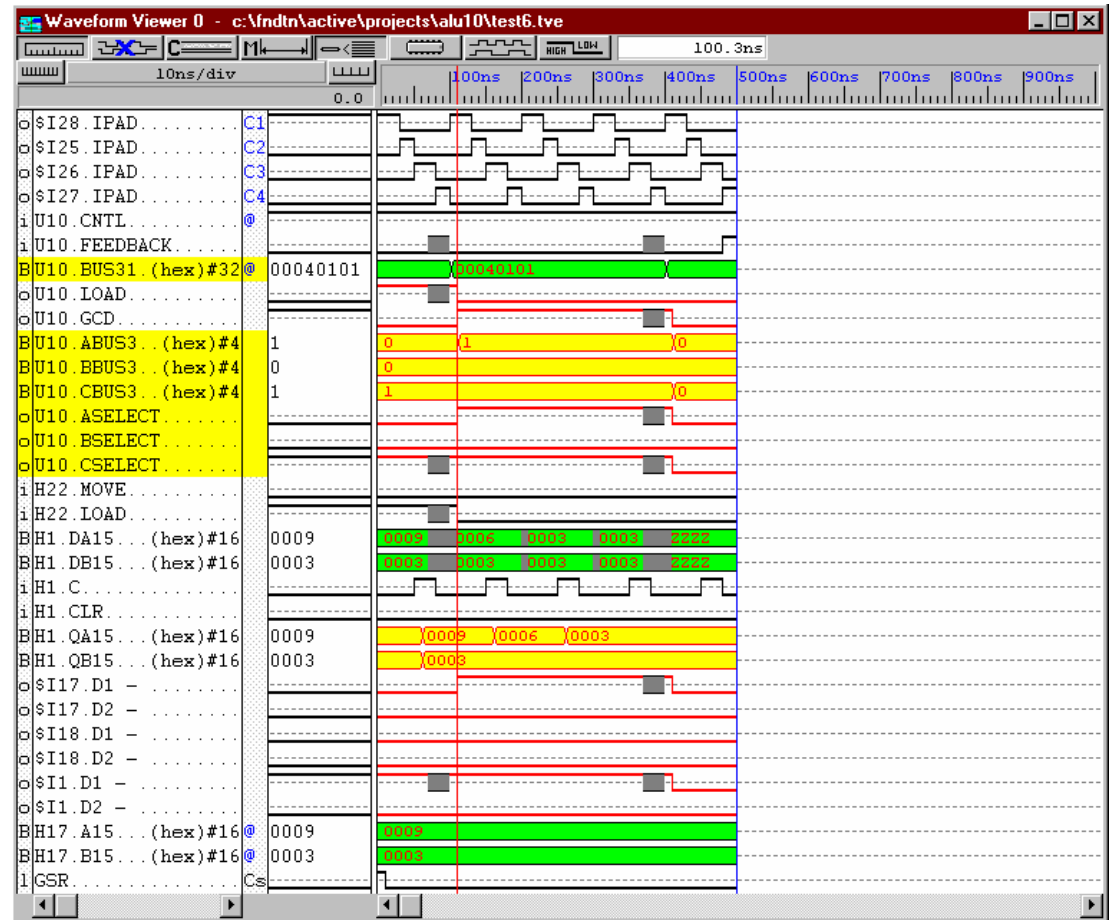 Waveform Viewer 0 - c:\fndtn\active\projects\alu10\test6.tve
C M HIGH LOW 100.3ns
10ns/div 100ns 200ns 300ns 400ns 500ns 600ns 700ns 800ns 900ns
0.0
o $I28.IPAD......... C1
o $I25.IPAD......... C2
o $I26.IPAD......... C3
o $I27.IPAD......... C4
i U10.CNTL.......... @
i U10.FEEDBACK......
B U10.BUS31.(hex)#32 @ 00040101 00040101
o U10.LOAD..........
o U10.GCD...........
B U10.ABUS3..(hex)#4 1 0 1 0
B U10.BBUS3..(hex)#4 0 0
B U10.CBUS3..(hex)#4 1 1 0
o U10.ASELECT.......
o U10.BSELECT.......
o U10.CSELECT.......
i H22.MOVE..........
i H22.LOAD..........
B H1.DA15...(hex)#16 0009 0009 0006 0003 0003 ZZZZ
B H1.DB15...(hex)#16 0003 0003 0003 0003 0003 ZZZZ
i H1.C..............
i H1.CLR............
B H1.QA15...(hex)#16 0009 0009 0006 0003
B H1.QB15...(hex)#16 0003 0003
o $I17.D1 - ........
o $I17.D2 - ........
o $I18.D1 - ........
o $I18.D2 - ........
o $I1.D1 - .........
o $I1.D2 - .........
B H17.A15...(hex)#16 @ 0009 0009
B H17.B15...(hex)#16 @ 0003 0003
l GSR............... Cs